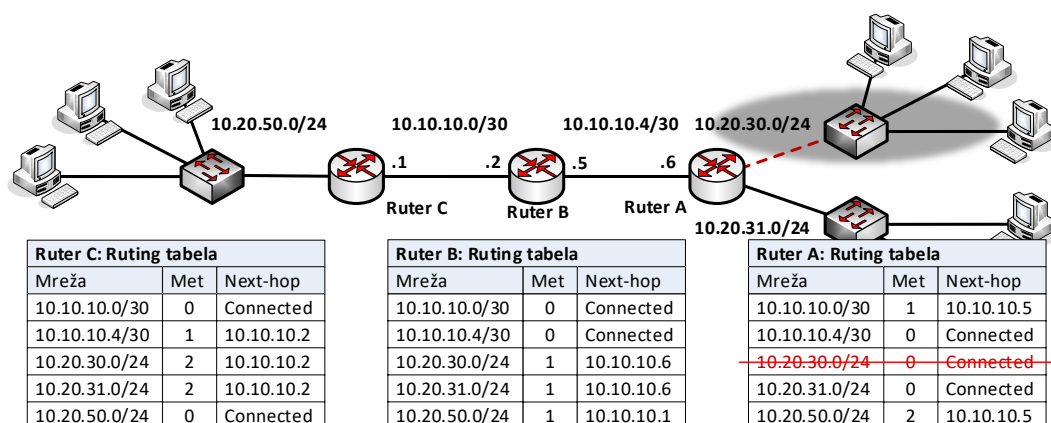 10.20.50.0/24 10.10.10.0/30 10.10.10.4/30 10.20.30.0/24
.1 .2 .5 .6
Ruter C Ruter B Ruter A
10.20.31.0/24
Ruter C: Ruting tabela
Mreža Met Next-hop
10.10.10.0/30 0 Connected
10.10.10.4/30 1 10.10.10.2
10.20.30.0/24 2 10.10.10.2
10.20.31.0/24 2 10.10.10.2
10.20.50.0/24 0 Connected
Ruter B: Ruting tabela
Mreža Met Next-hop
10.10.10.0/30 0 Connected
10.10.10.4/30 0 Connected
10.20.30.0/24 1 10.10.10.6
10.20.31.0/24 1 10.10.10.6
10.20.50.0/24 1 10.10.10.1
Ruter A: Ruting tabela
Mreža Met Next-hop
10.10.10.0/30 1 10.10.10.5
10.10.10.4/30 0 Connected
10.20.30.0/24 0 Connected
10.20.31.0/24 0 Connected
10.20.50.0/24 2 10.10.10.5